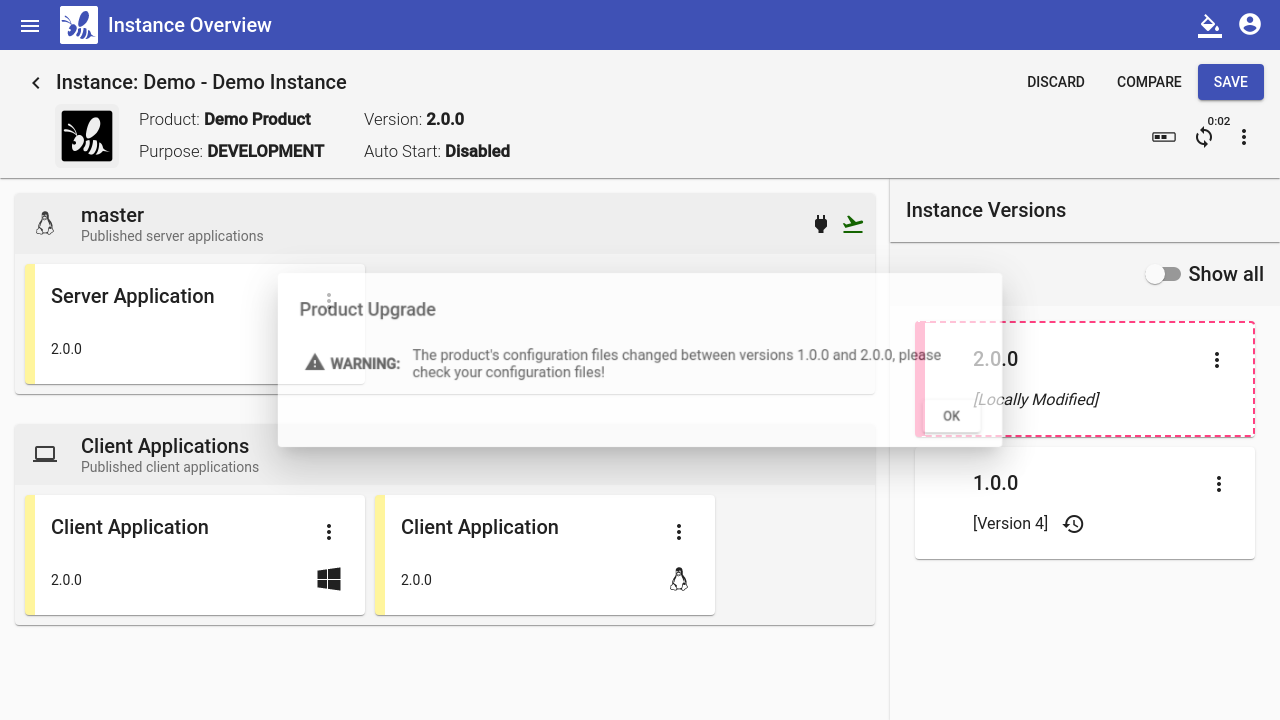 Instance Overview
Instance: Demo - Demo Instance
DISCARD
COMPARE
SAVE
Product: Demo Product
Version: 2.0.0
0:02
Purpose: DEVELOPMENT
Auto Start: Disabled
master
Published server applications
Instance Versions
Show all
Server Application
2.0.0
Product Upgrade
WARNING:
The product's configuration files changed between versions 1.0.0 and 2.0.0, please
check your configuration files!
OK
2.0.0
[Locally Modified]
Client Applications
Published client applications
1.0.0
[Version 4]
Client Application
2.0.0
Client Application
2.0.0